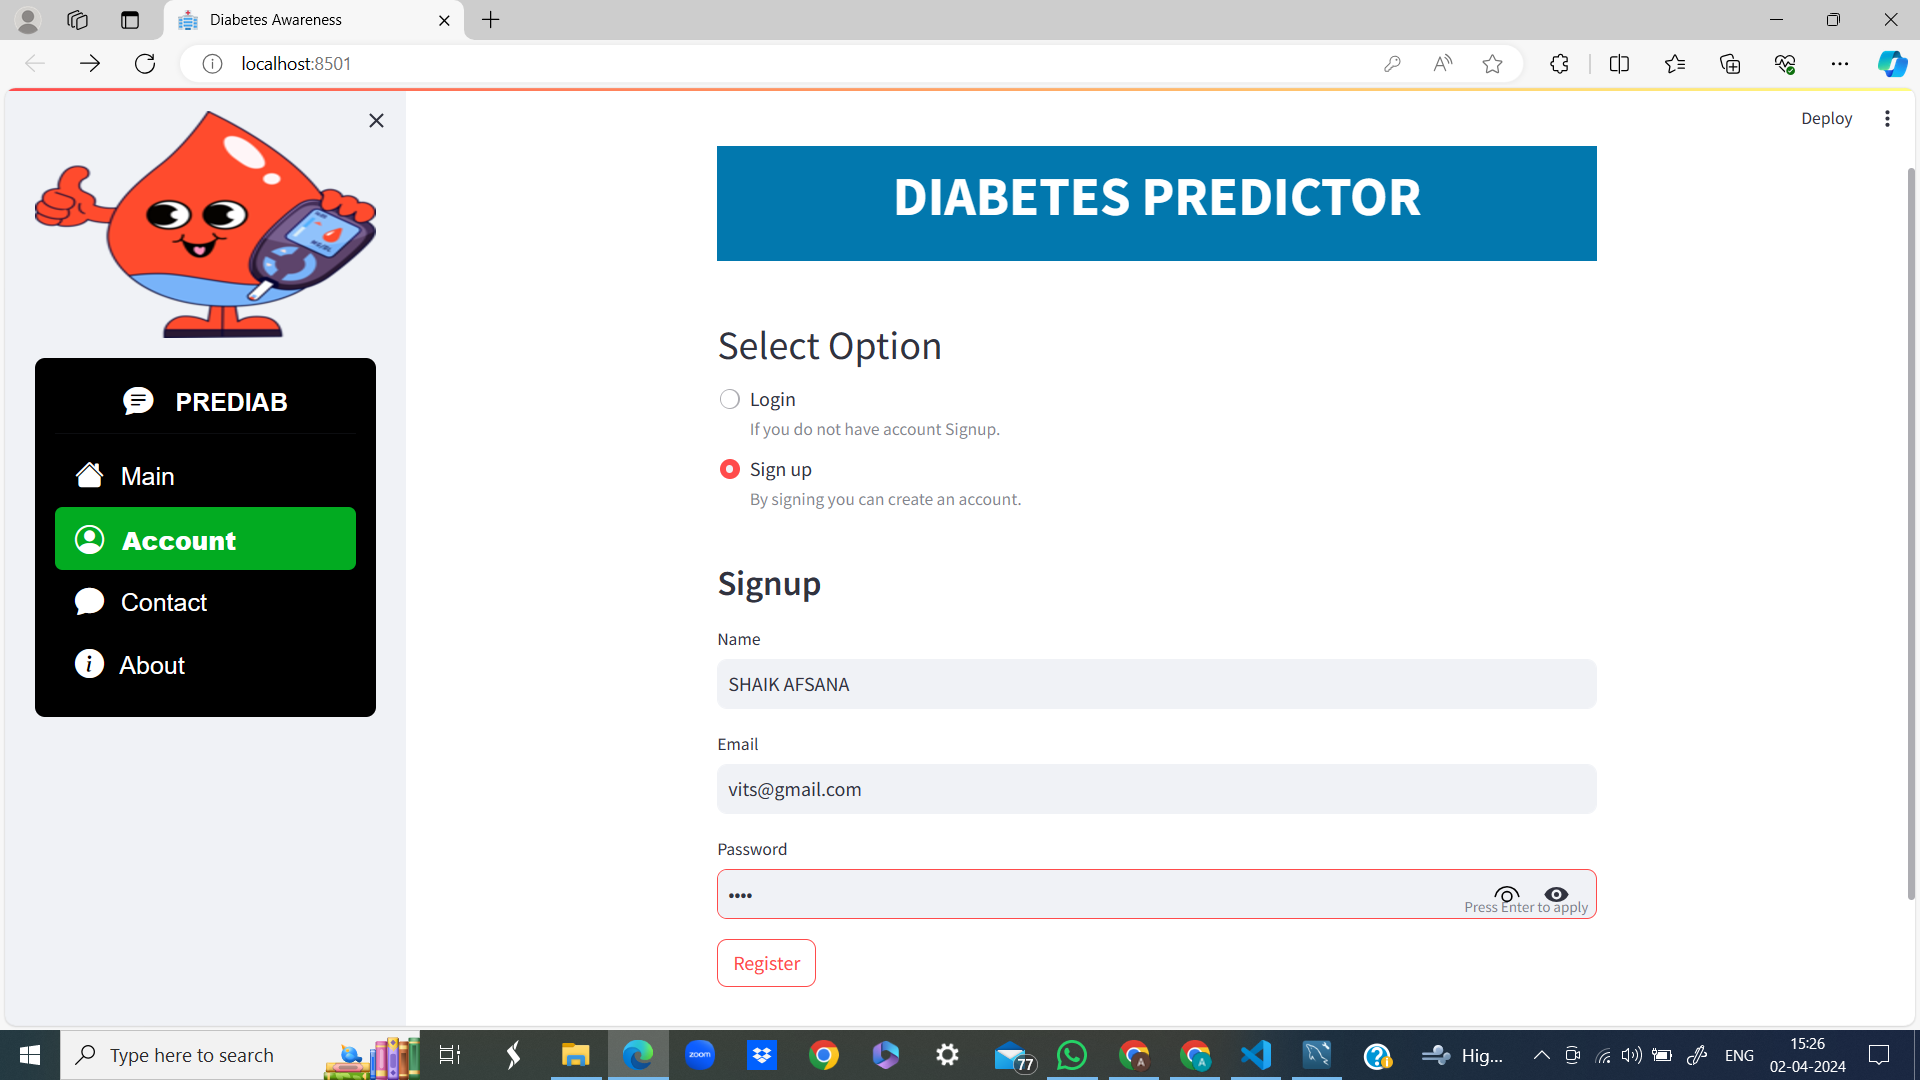 Diabetes Awareness
localhost:8501
Deploy
DIABETES PREDICTOR
PREDIAB
Main
Account
Contact
About
Select Option
Login
If you do not have account Signup.
Sign up
By signing you can create an account.
Signup
Name
SHAIK AFSANA
Email
vits@gmail.com
Password
••••
Press Enter to apply
Register
Type here to search
zoom
77
A
A
Hig...
ENG
15:26
02-04-2024